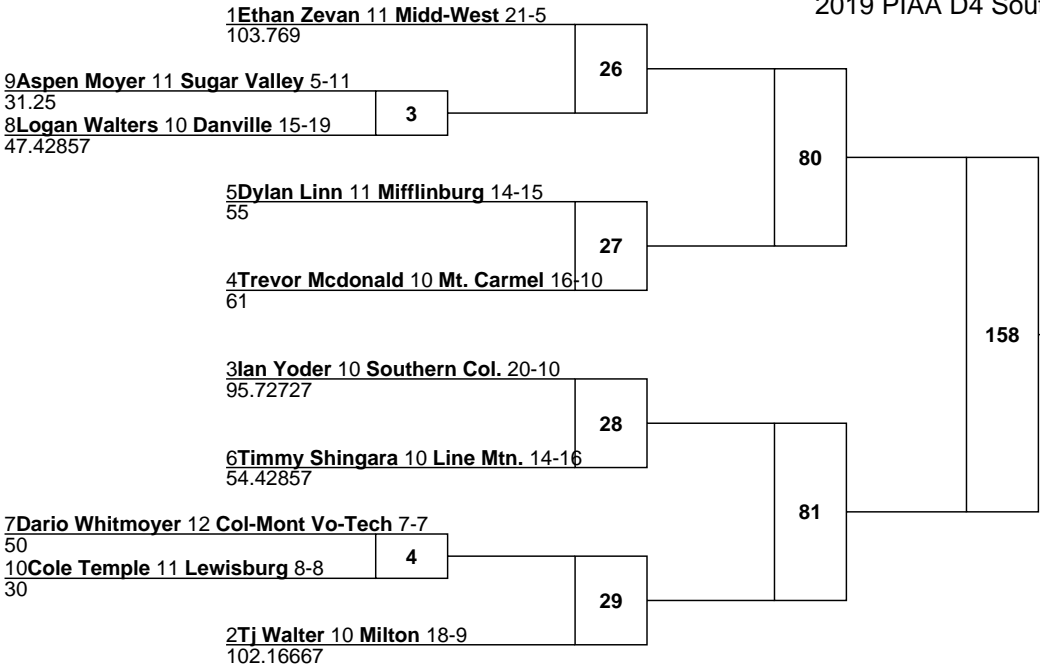 2019 PIAA D4 Sout
1Ethan Zevan 11 Midd-West 21-5
103.769
26
9Aspen Moyer 11 Sugar Valley 5-11
31.25
3
8Logan Walters 10 Danville 15-19
47.42857
80
5Dylan Linn 11 Mifflinburg 14-15
55
27
4Trevor Mcdonald 10 Mt. Carmel 16-10
61
158
3Ian Yoder 10 Southern Col. 20-10
95.72727
28
6Timmy Shingara 10 Line Mtn. 14-16
54.42857
81
7Dario Whitmoyer 12 Col-Mont Vo-Tech 7-7
50
4
10Cole Temple 11 Lewisburg 8-8
30
29
2Tj Walter 10 Milton 18-9
102.16667